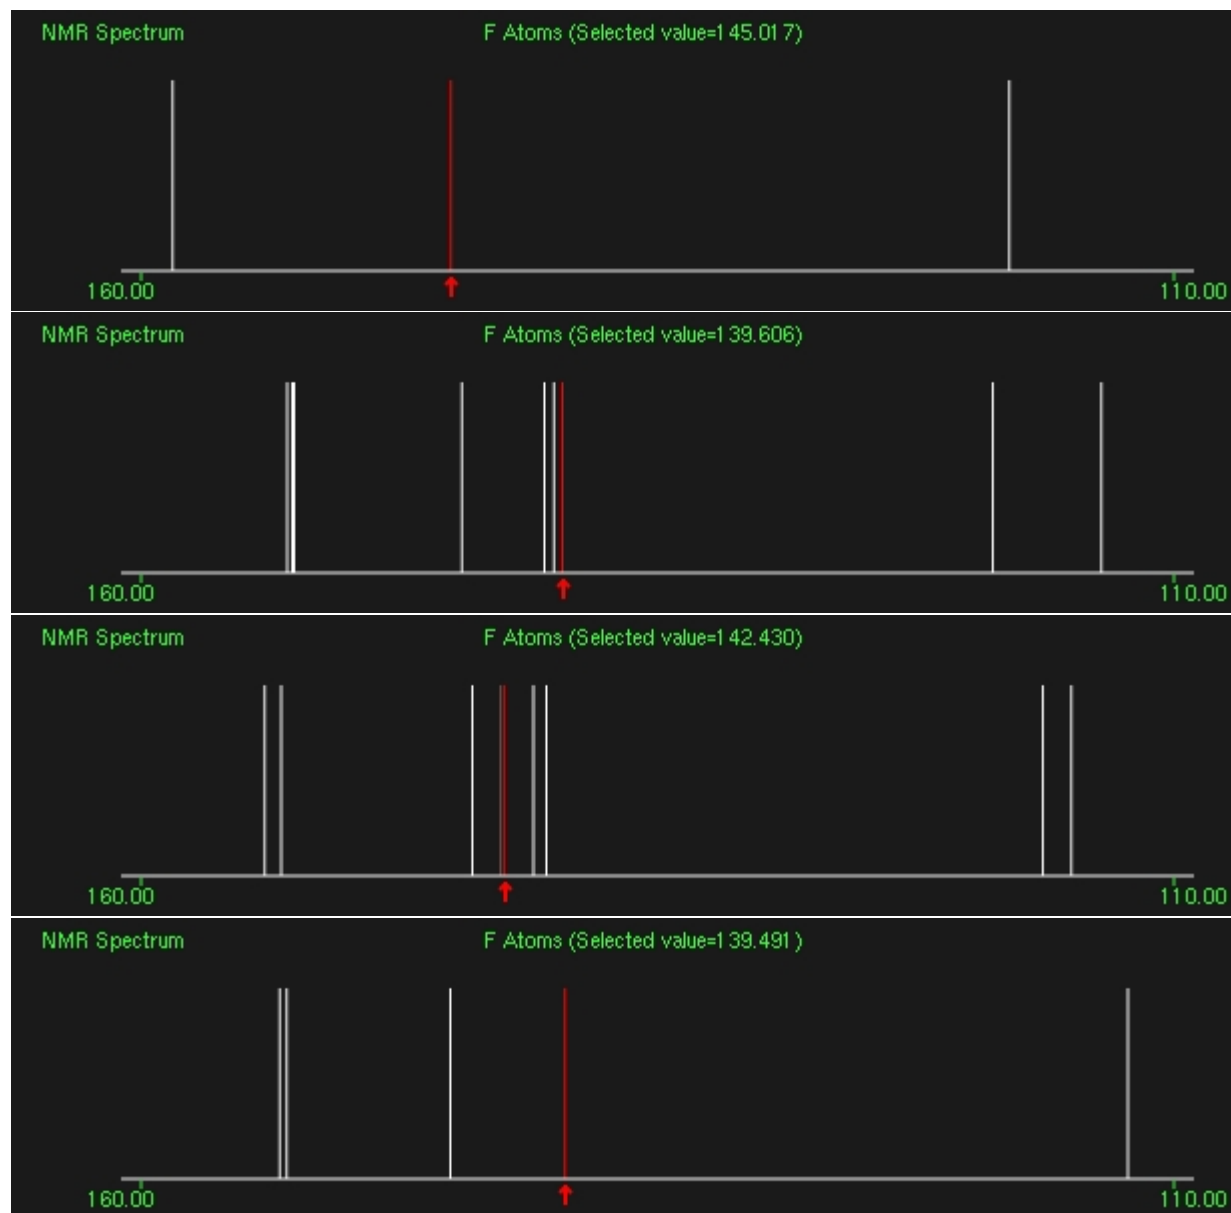 NMR Spectrum F Atoms (Selected value=145.017)
160.00 110.00
NMR Spectrum F Atoms (Selected value=139.606)
160.00 110.00
NMR Spectrum F Atoms (Selected value=142.430)
160.00 110.00
NMR Spectrum F Atoms (Selected value=139.491)
160.00 110.00